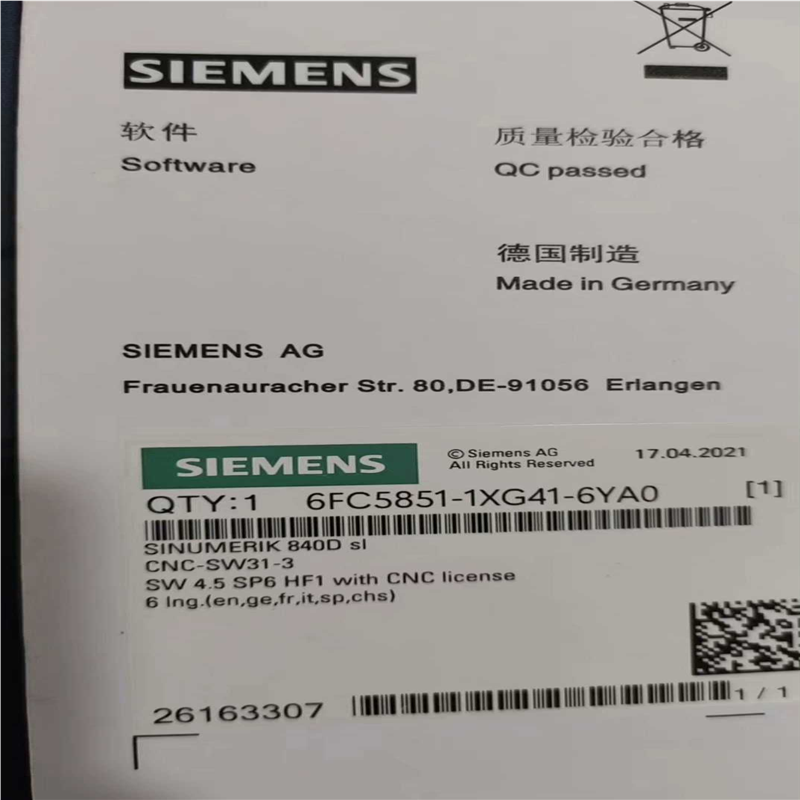 SIEMENS
软件
Software
质量检验合格
QC passed
德国制造
Made in Germany
SIEMENS AG
Frauenauracher Str. 80,DE-91056 Erlangen
SIEMENS
© Siemens AG
All Rights Reserved
17.04.2021
QTY:1 6FC5851-1XG41-6YA0 [1]
SINUMERIK 840D sl
CNC-SW31-3
SW 4.5 SP6 HF1 with CNC license
6 lng.(en,ge,fr,it,sp,chs)
26163307
1 / 1